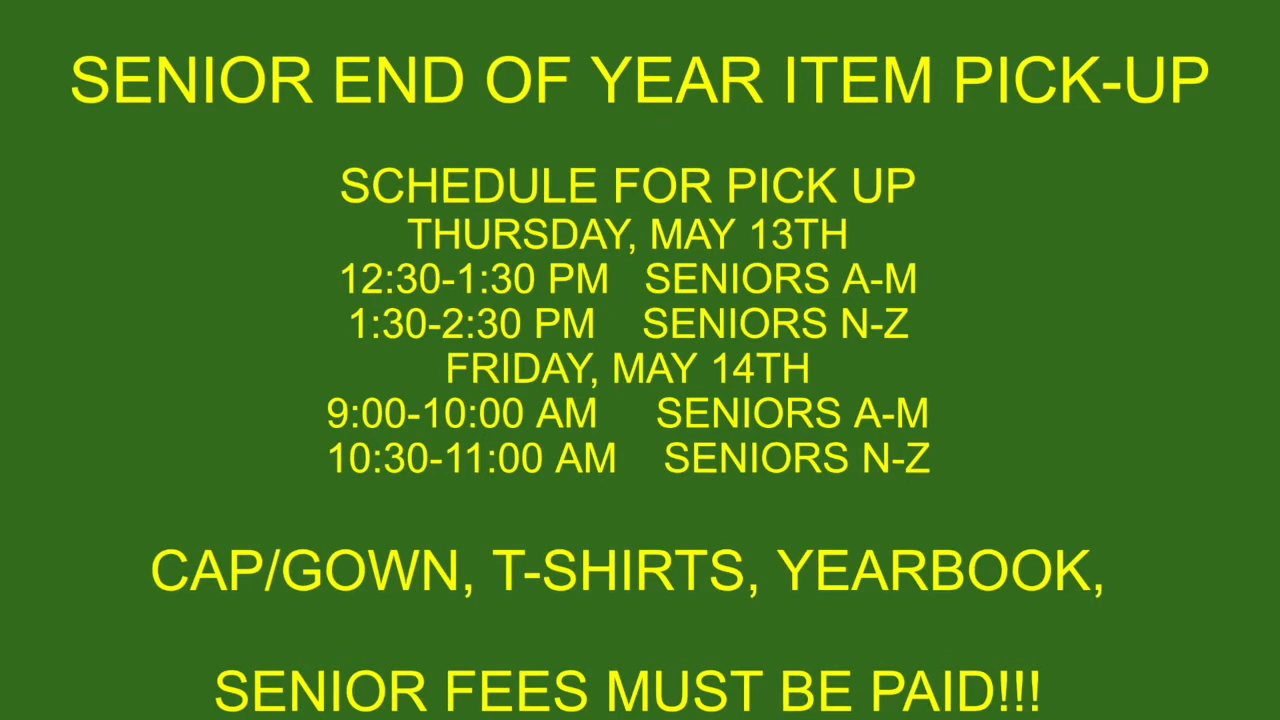 SENIOR END OF YEAR ITEM PICK-UP
SCHEDULE FOR PICK UP
THURSDAY, MAY 13TH
12:30-1:30 PM SENIORS A-M
1:30-2:30 PM SENIORS N-Z
FRIDAY, MAY 14TH
9:00-10:00 AM SENIORS A-M
10:30-11:00 AM SENIORS N-Z
CAP/GOWN, T-SHIRTS, YEARBOOK,
SENIOR FEES MUST BE PAID!!!